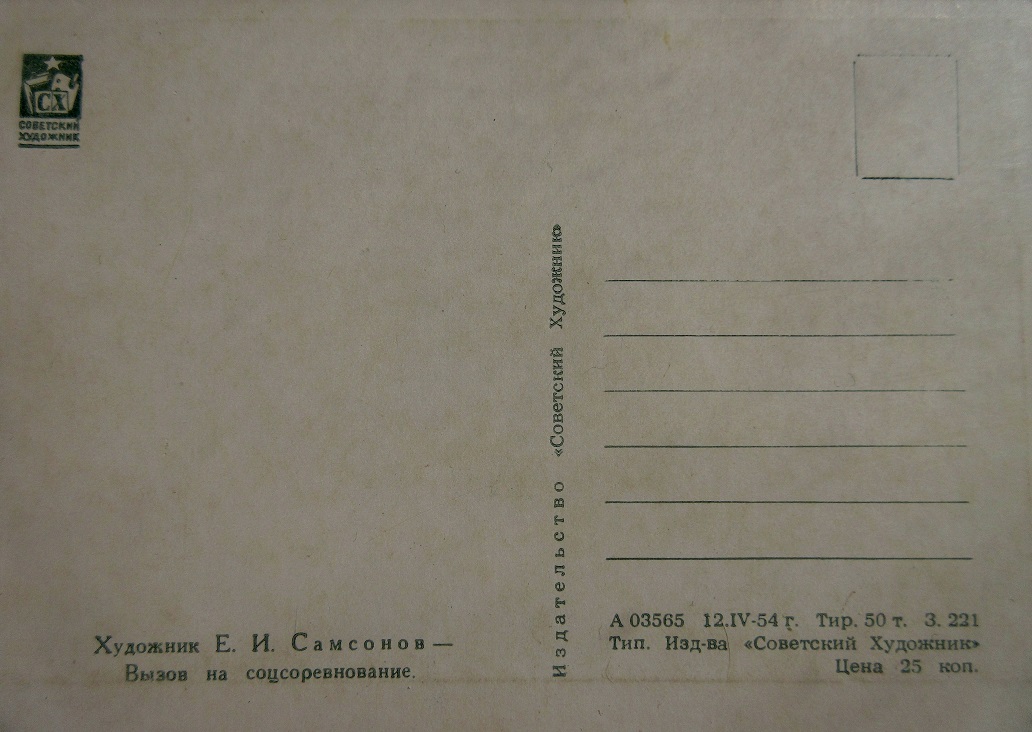 СХ
СОВЕТСКИЙ
ХУДОЖНИК
Художник Е. И. Самсонов —
Вызов на соцсоревнование.
Издательство «Советский Художник»
А 03565 12.IV-54 г. Тир. 50 т. З. 221
Тип. Изд-ва «Советский Художник»
Цена 25 коп.